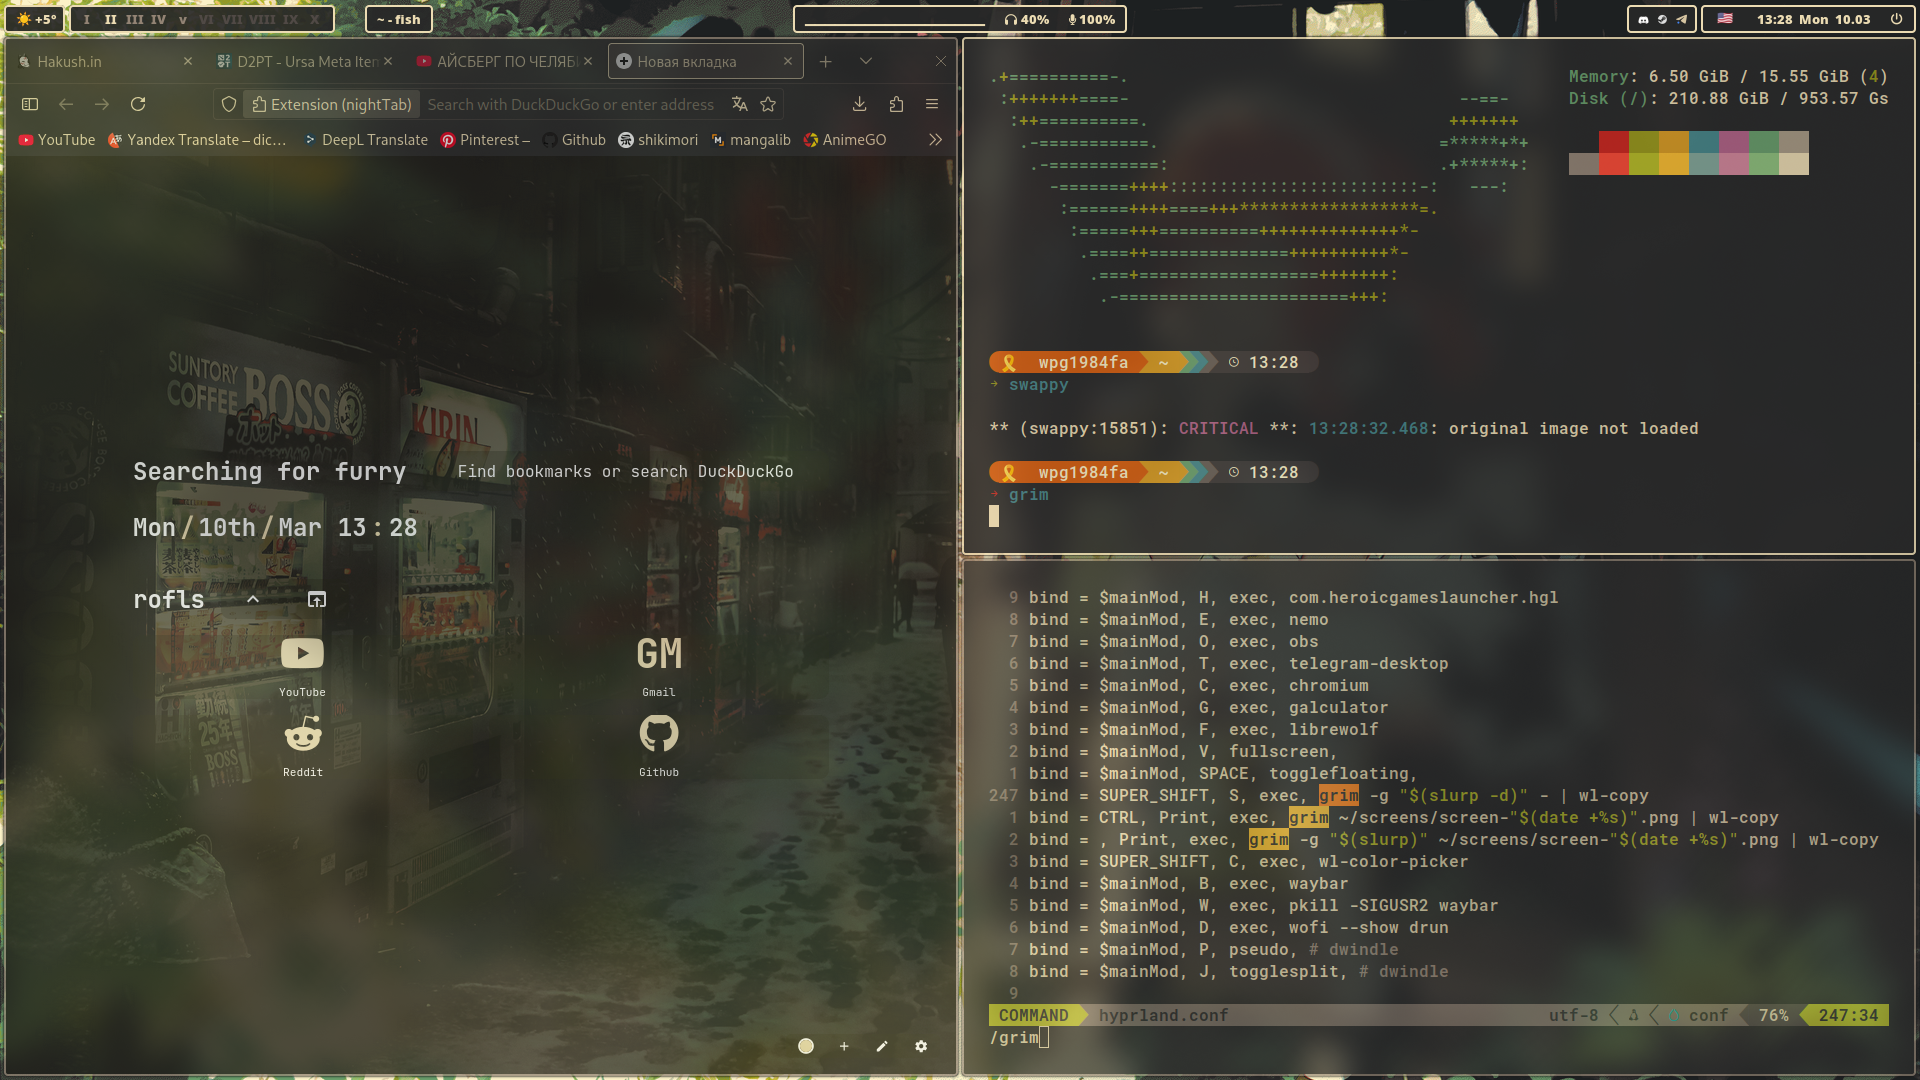 +5°
I II III IV V VI VII VIII IX X
~ - fish
40% 100%
13:28 Mon 10.03
Hakush.in
D2PT - Ursa Meta Iten
АЙСБЕРГ ПО ЧЕЛЯБ
Новая вкладка
Extension (nightTab)
Search with DuckDuckGo or enter address
YouTube
Yandex Translate – dic…
DeepL Translate
Pinterest –
Github
shikimori
mangalib
AnimeGO
SUNTORY
COFFEE BOSS
KIRIN
Searching for furry
Find bookmarks or search DuckDuckGo
Mon/10th/Mar 13:28
rofls
YouTube
GM
Gmail
Reddit
Github
25年
BOSS
.+==========-.
:+++++++====-
:++==========.
.-===========.
.-===========:
-=======++++:::::::::::::::::::::::::-:
:======++++====+++******************=.
:=====+++==========++++++++++++++*-
.====++==============++++++++++*-
.===+==================+++++++:
.-=======================+++:
--==-
+++++++
=*****+*+
.+*****+:
---:
Memory: 6.50 GiB / 15.55 GiB (4)
Disk (/): 210.88 GiB / 953.57 Gs
wpg1984fa ~ 13:28
➜ swappy
** (swappy:15851): CRITICAL **: 13:28:32.468: original image not loaded
wpg1984fa ~ 13:28
➜ grim
9 bind = $mainMod, H, exec, com.heroicgameslauncher.hgl
8 bind = $mainMod, E, exec, nemo
7 bind = $mainMod, O, exec, obs
6 bind = $mainMod, T, exec, telegram-desktop
5 bind = $mainMod, C, exec, chromium
4 bind = $mainMod, G, exec, galculator
3 bind = $mainMod, F, exec, librewolf
2 bind = $mainMod, V, fullscreen,
1 bind = $mainMod, SPACE, togglefloating,
247 bind = SUPER_SHIFT, S, exec, grim -g "$(slurp -d)" - | wl-copy
1 bind = CTRL, Print, exec, grim ~/screens/screen-"$(date +%s)".png | wl-copy
2 bind = , Print, exec, grim -g "$(slurp)" ~/screens/screen-"$(date +%s)".png | wl-copy
3 bind = SUPER_SHIFT, C, exec, wl-color-picker
4 bind = $mainMod, B, exec, waybar
5 bind = $mainMod, W, exec, pkill -SIGUSR2 waybar
6 bind = $mainMod, D, exec, wofi --show drun
7 bind = $mainMod, P, pseudo, # dwindle
8 bind = $mainMod, J, togglesplit, # dwindle
9
COMMAND hyprland.conf utf-8 conf 76% 247:34
/grim